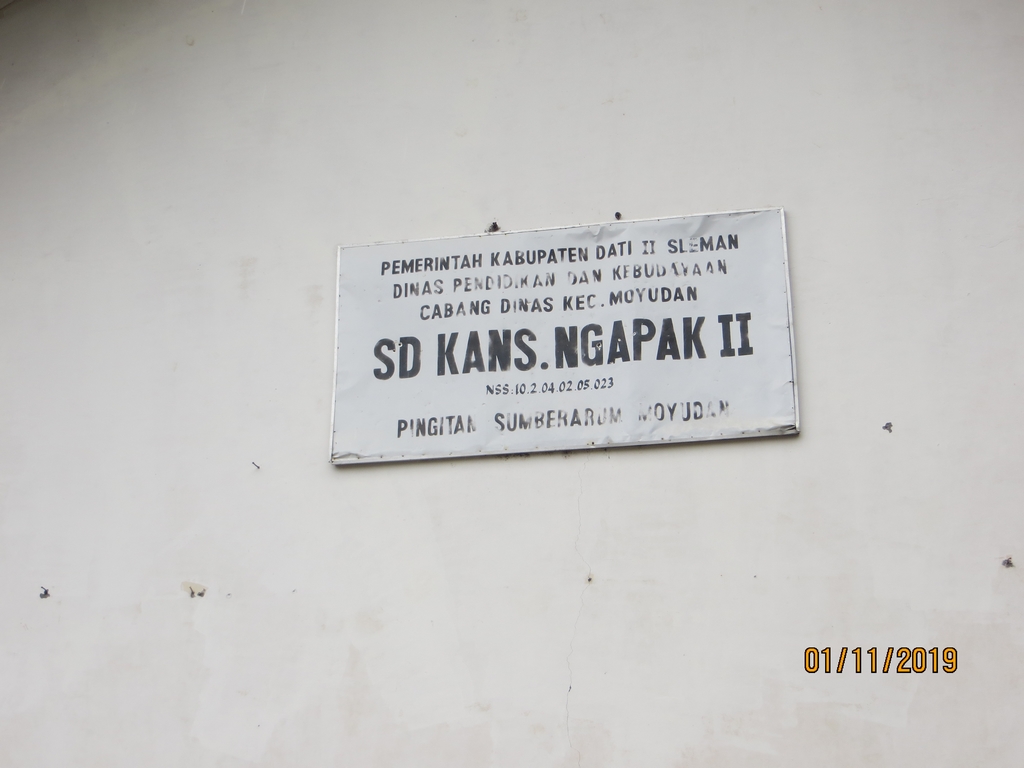 PEMERINTAH KABUPATEN DATI II SLEMAN
DINAS PENDIDIKAN DAN KEBUDAYAAN
CABANG DINAS KEC. MOYUDAN
SD KANS. NGAPAK II
NSS: 10.2.04.02.05.023
PINGITAN SUMBERARUM MOYUDAN
01/11/2019